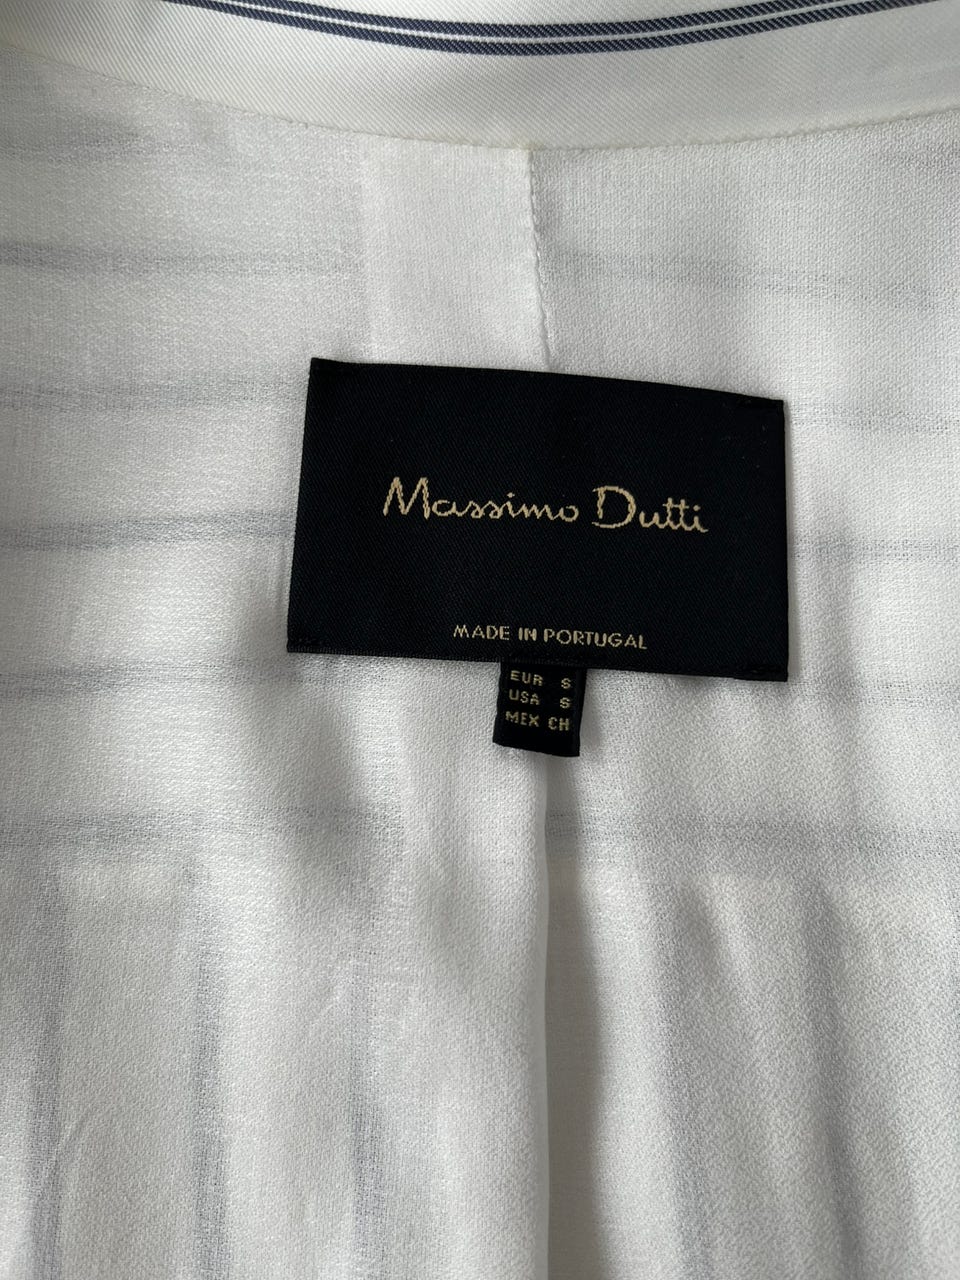 Massimo Dutti
MADE IN PORTUGAL
EUR S
USA S
MEX CH